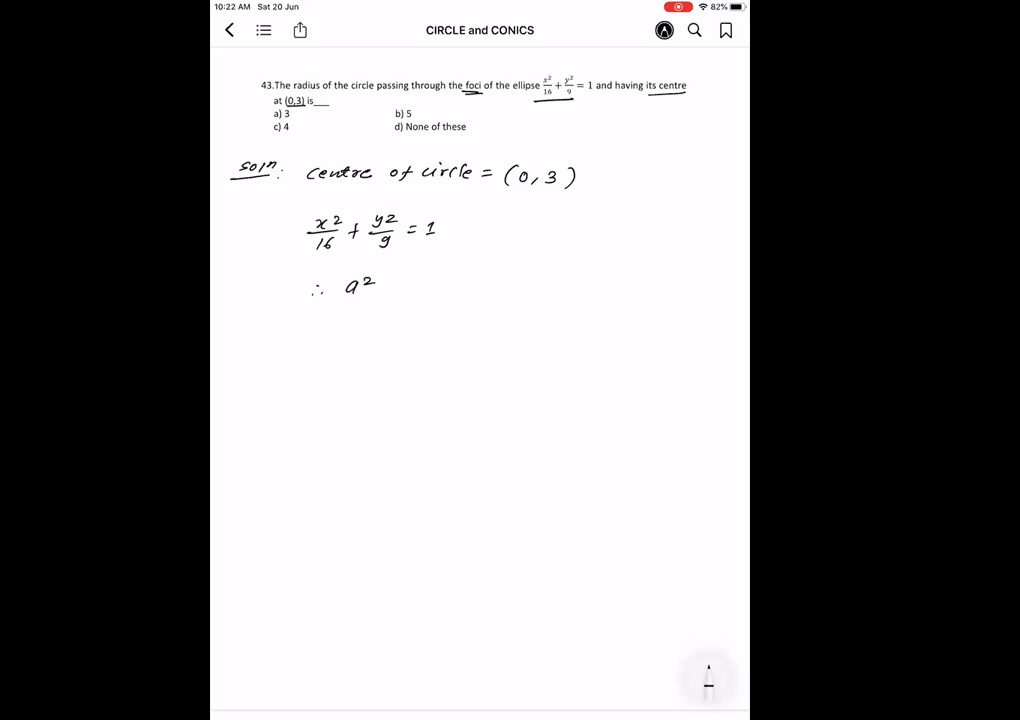 10:22 AM Sat 20 Jun 82%
CIRCLE and CONICS
43.The radius of the circle passing through the foci of the ellipse x²/16 + y²/9 = 1 and having its centre
at (0,3) is___
a) 3 b) 5
c) 4 d) None of these
Soln: centre of circle = (0, 3)
x²/16 + y²/9 = 1
∴ a²